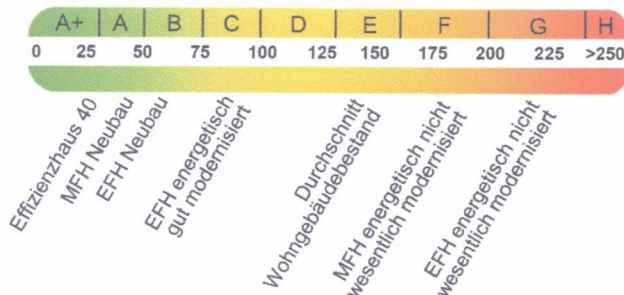 A+ A B C D E F G H
0 25 50 75 100 125 150 175 200 225 >250
Effizienzhaus 40
MFH Neubau
EFH Neubau
EFH energetisch
gut modernisiert
Durchschnitt
Wohngebäudebestand
MFH energetisch nicht
wesentlich modernisiert
EFH energetisch nicht
wesentlich modernisiert